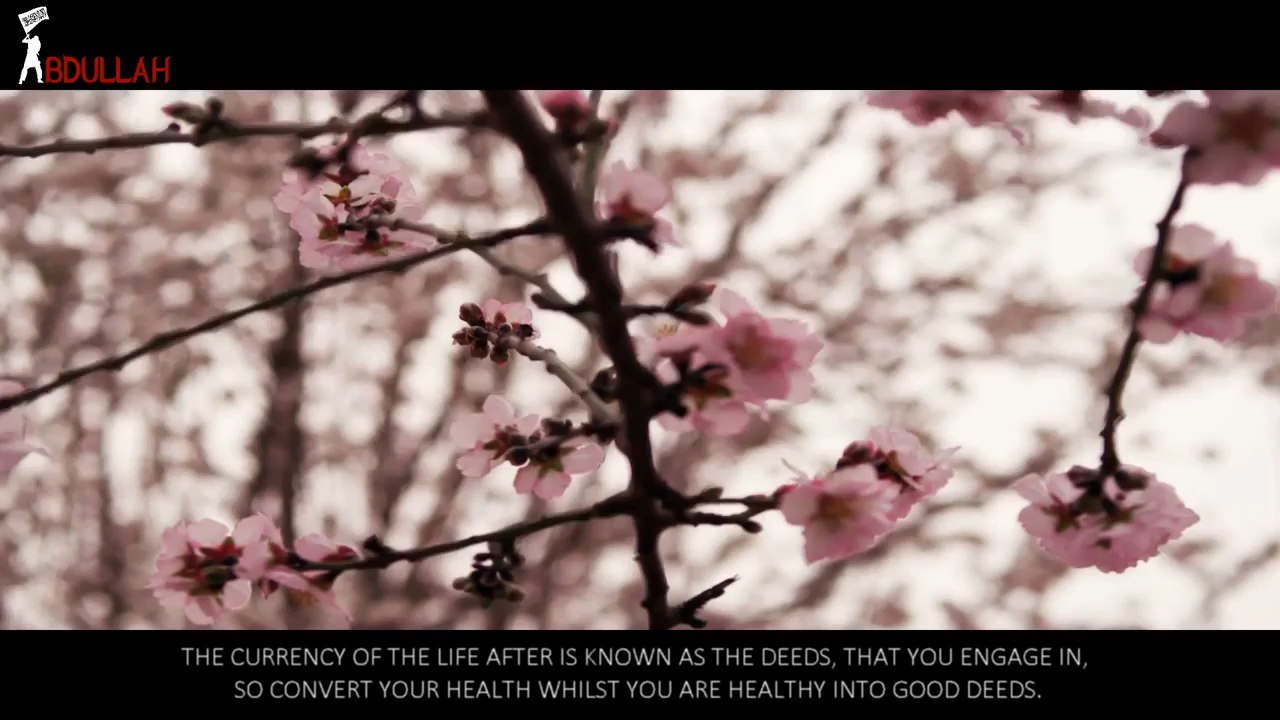 ABDULLAH
THE CURRENCY OF THE LIFE AFTER IS KNOWN AS THE DEEDS, THAT YOU ENGAGE IN,
SO CONVERT YOUR HEALTH WHILST YOU ARE HEALTHY INTO GOOD DEEDS.